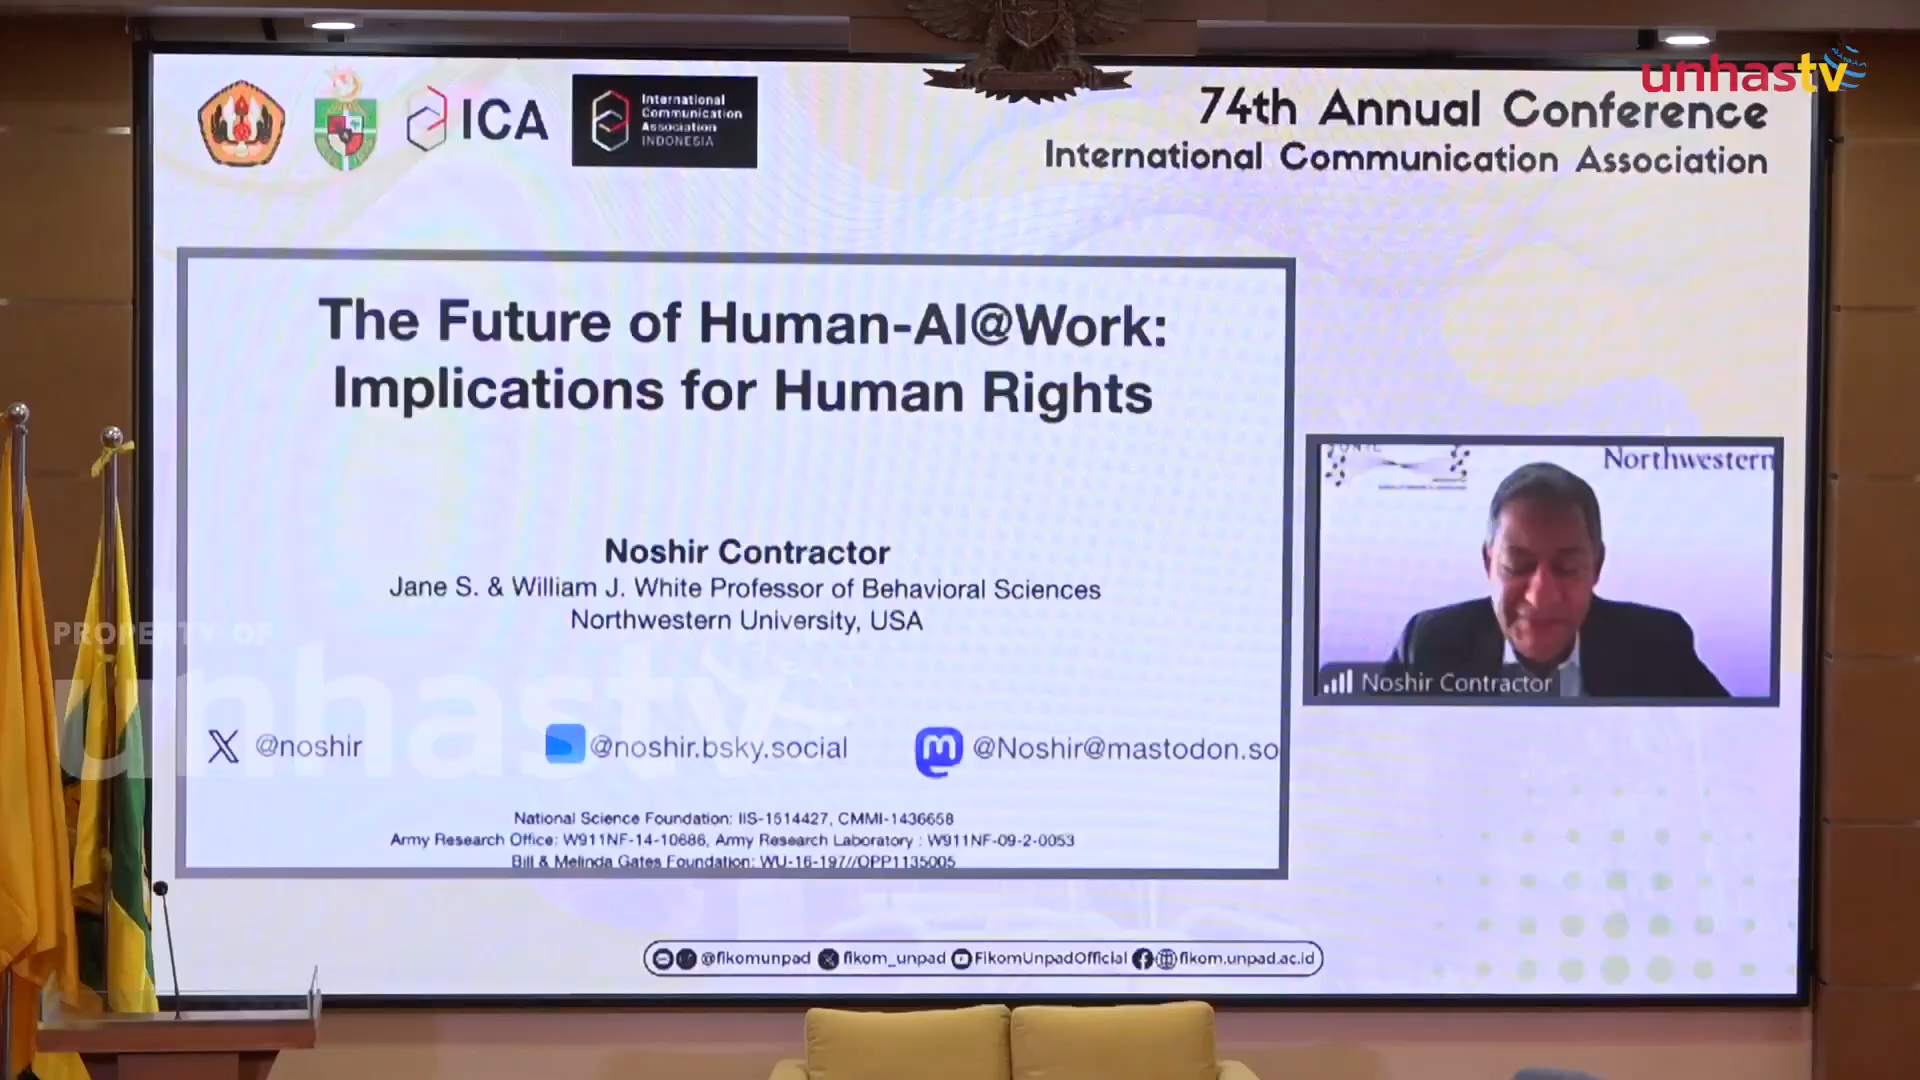 unhastv
ICA
International
Communication
Association
INDONESIA
74th Annual Conference
International Communication Association
The Future of Human-AI@Work:
Implications for Human Rights
Noshir Contractor
Jane S. & William J. White Professor of Behavioral Sciences
Northwestern University, USA
@noshir
@noshir.bsky.social
@Noshir@mastodon.so
National Science Foundation: IIS-1514427, CMMI-1436658
Army Research Office: W911NF-14-10686, Army Research Laboratory : W911NF-09-2-0053
Bill & Melinda Gates Foundation: WU-16-197//OPP1135005
Northwestern
Noshir Contractor
PROPERTY OF
unhastv
@fikomunpad
fikom_unpad
FikomUnpadOfficial
fikom.unpad.ac.id